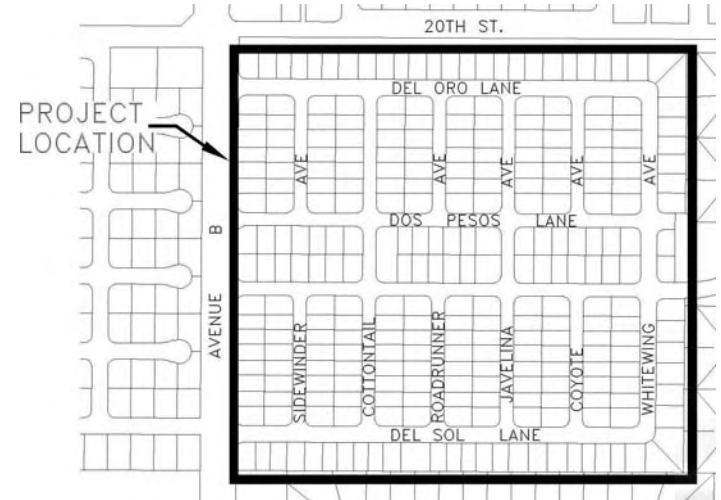 20TH ST.
DEL ORO LANE
PROJECT
LOCATION
AVE
AVE
AVE
AVE
AVE
DOS PESOS LANE
AVENUE B
SIDEWINDER
COTTONTAIL
ROADRUNNER
JAVELINA
COYOTE
WHITEWING
DEL SOL LANE